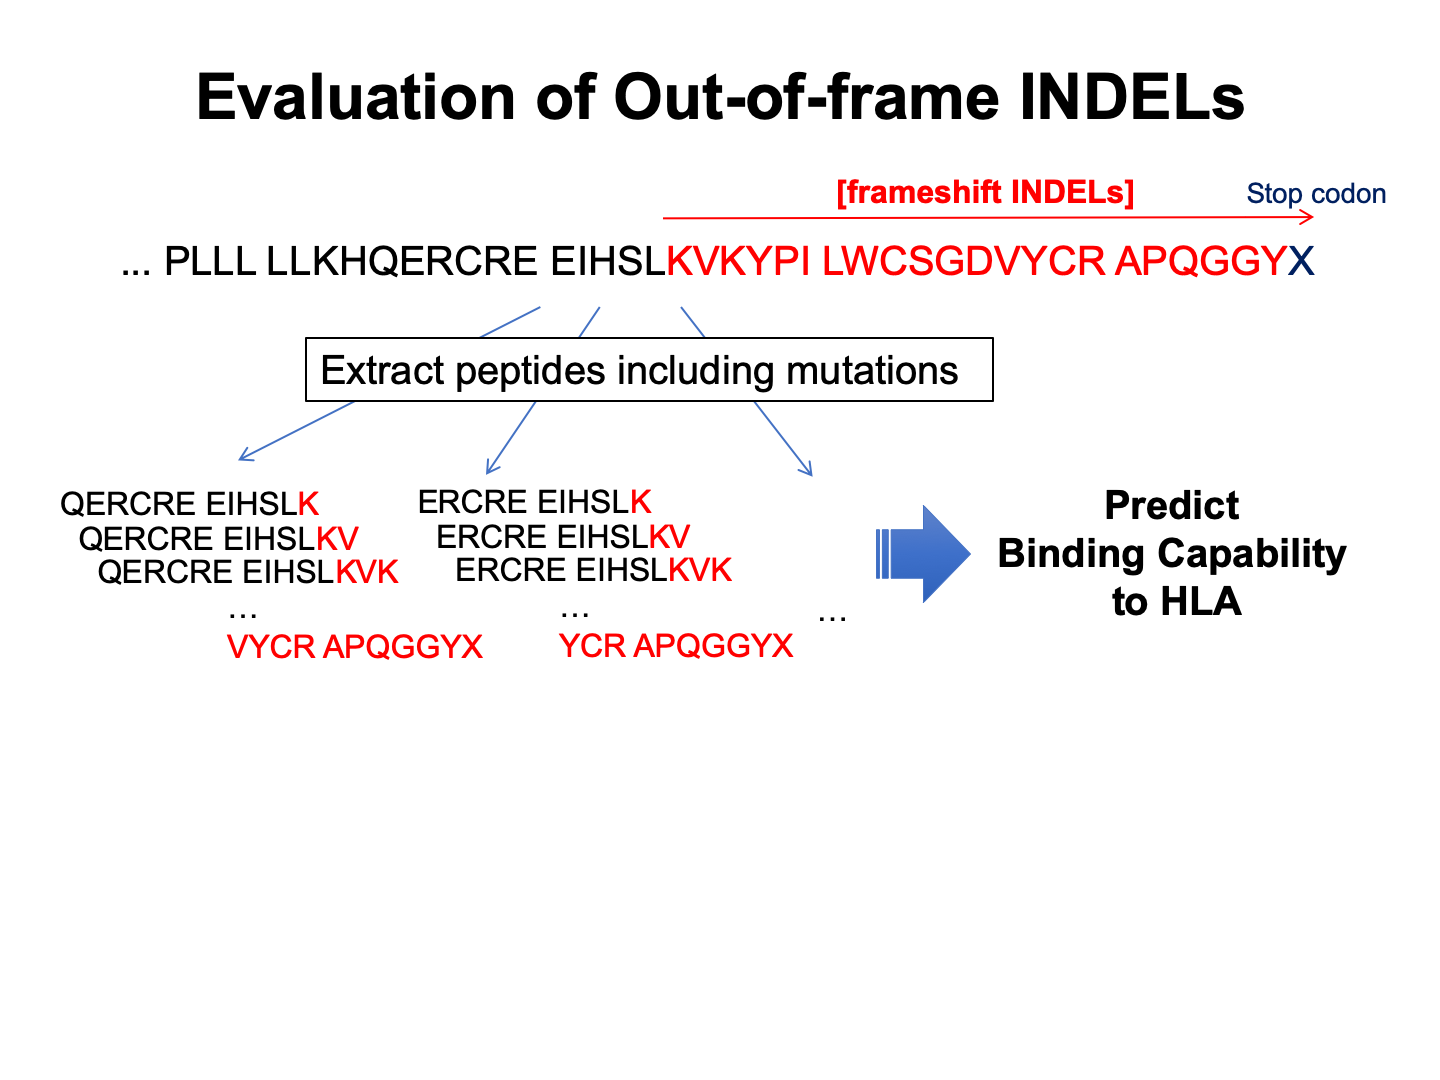 Evaluation of Out-of-frame INDELs
[frameshift INDELs]
Stop codon
... PLLL LLKHQERCRE EIHSLKVKYPI LWCSGDVYCR APQGGYX
Extract peptides including mutations
QERCRE EIHSLK
QERCRE EIHSLKV
QERCRE EIHSLKVK
...
VYCR APQGGYX
ERCRE EIHSLK
ERCRE EIHSLKV
ERCRE EIHSLKVK
...
YCR APQGGYX
...
Predict
Binding Capability
to HLA